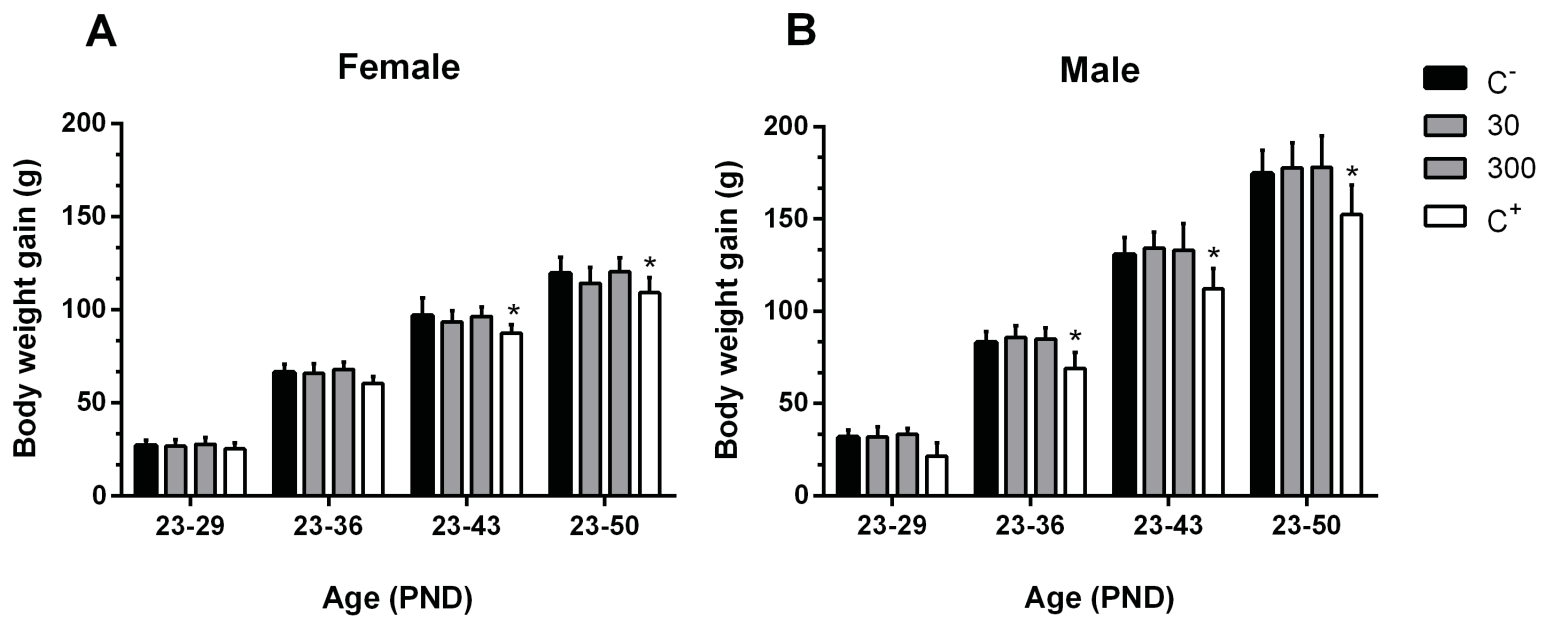 A
Female
Body weight gain (g)
200
150
100
50
0
*
*
23-29 23-36 23-43 23-50
Age (PND)
B
Male
Body weight gain (g)
200
150
100
50
0
*
*
*
23-29 23-36 23-43 23-50
Age (PND)
C⁻
30
300
C⁺